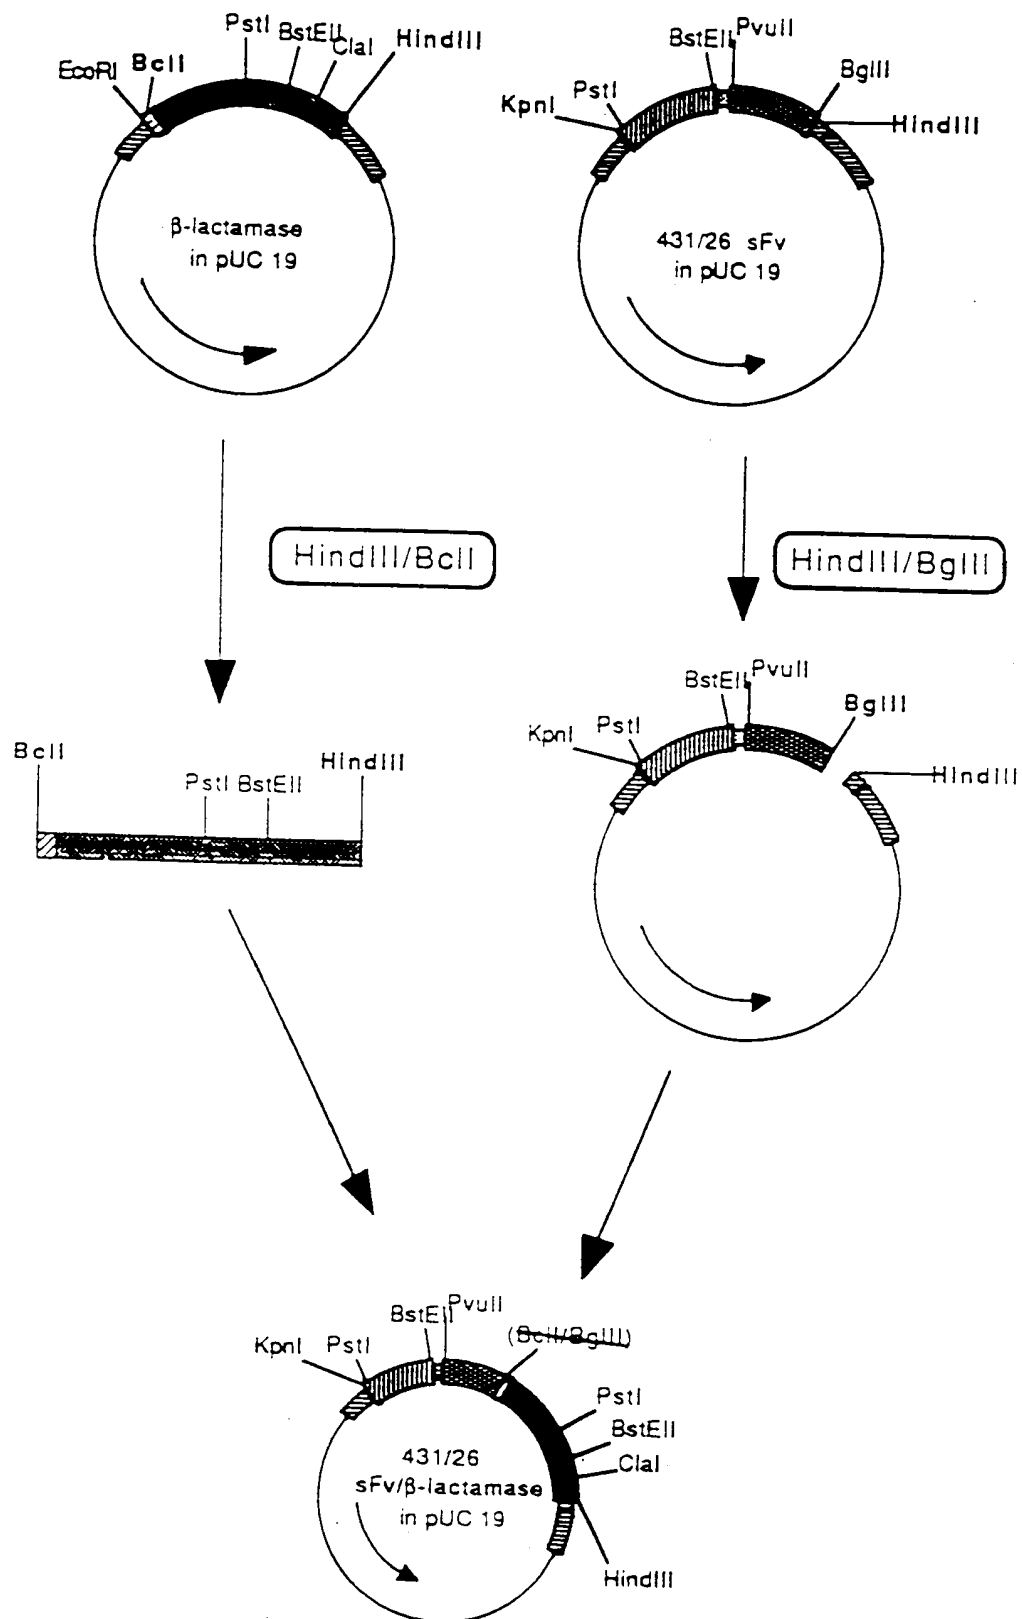 PstI
BstEII
ClaI
HindIII
BclI
EcoRI
β-lactamase
in pUC 19
PvuII
BstEII
BglII
PstI
KpnI
HindIII
431/26 sFv
in pUC 19
HindIII/BclI
HindIII/BglII
BclI
PstI BstEII
HindIII
PvuII
BstEII
BglII
PstI
KpnI
HindIII
PvuII
BstEII
(BclI/BglII)
KpnI
PstI
PstI
BstEII
ClaI
431/26
sFv/β-lactamase
in pUC 19
HindIII